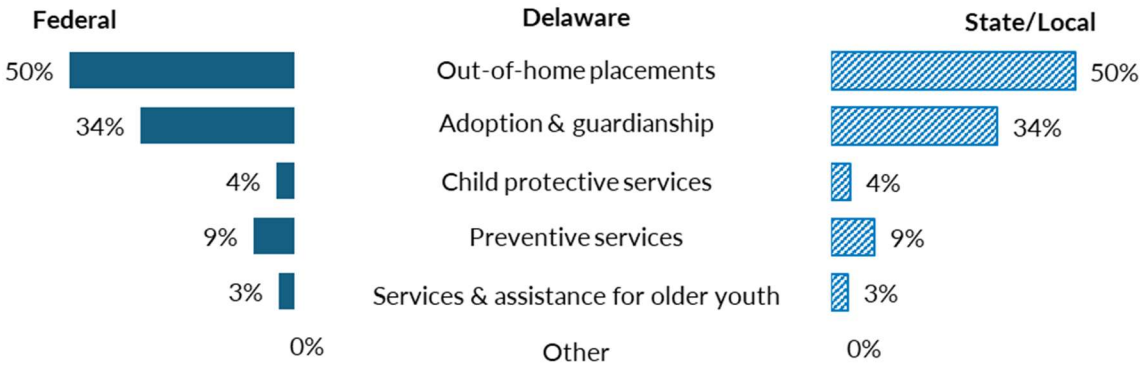 Federal Delaware State/Local
50% Out-of-home placements 50%
34% Adoption & guardianship 34%
4% Child protective services 4%
9% Preventive services 9%
3% Services & assistance for older youth 3%
0% Other 0%